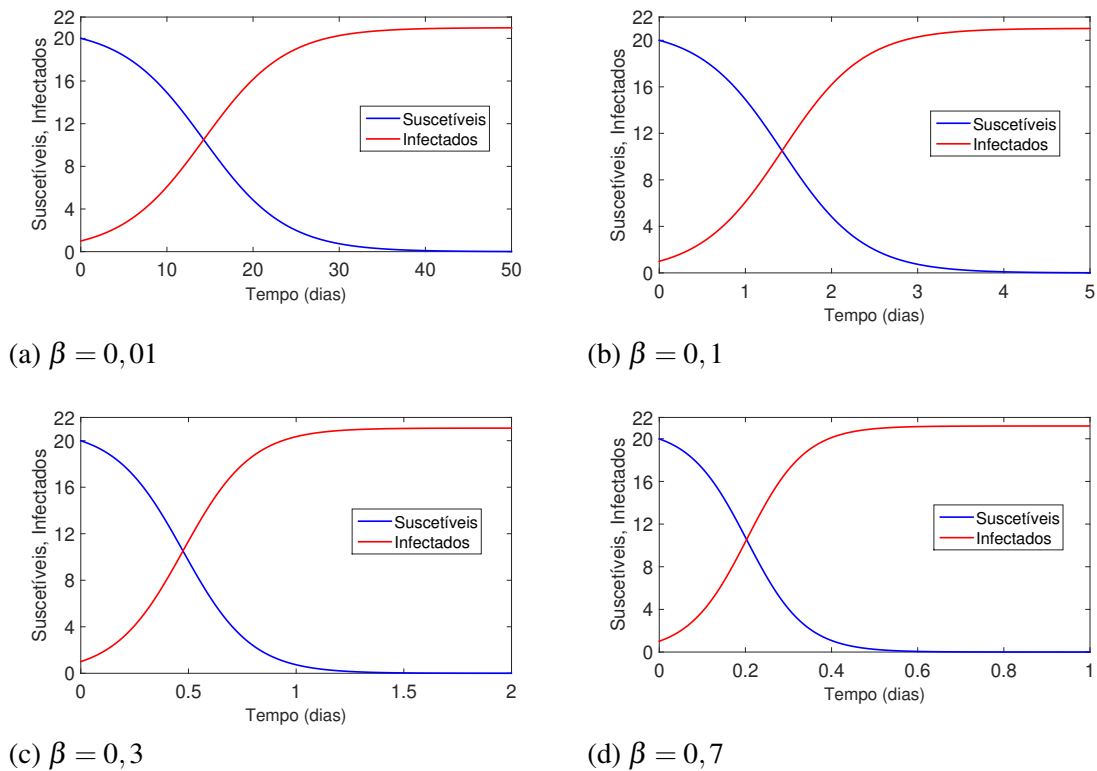 22
20
16
12
8
4
0
Suscetíveis, Infectados
Suscetíveis
Infectados
0 10 20 30 40 50
Tempo (dias)
(a) β = 0,01
22
20
16
12
8
4
0
Suscetíveis, Infectados
Suscetíveis
Infectados
0 1 2 3 4 5
Tempo (dias)
(b) β = 0,1
22
20
16
12
8
4
0
Suscetíveis, Infectados
Suscetíveis
Infectados
0 0.5 1 1.5 2
Tempo (dias)
(c) β = 0,3
22
20
16
12
8
4
0
Suscetíveis, Infectados
Suscetíveis
Infectados
0 0.2 0.4 0.6 0.8 1
Tempo (dias)
(d) β = 0,7